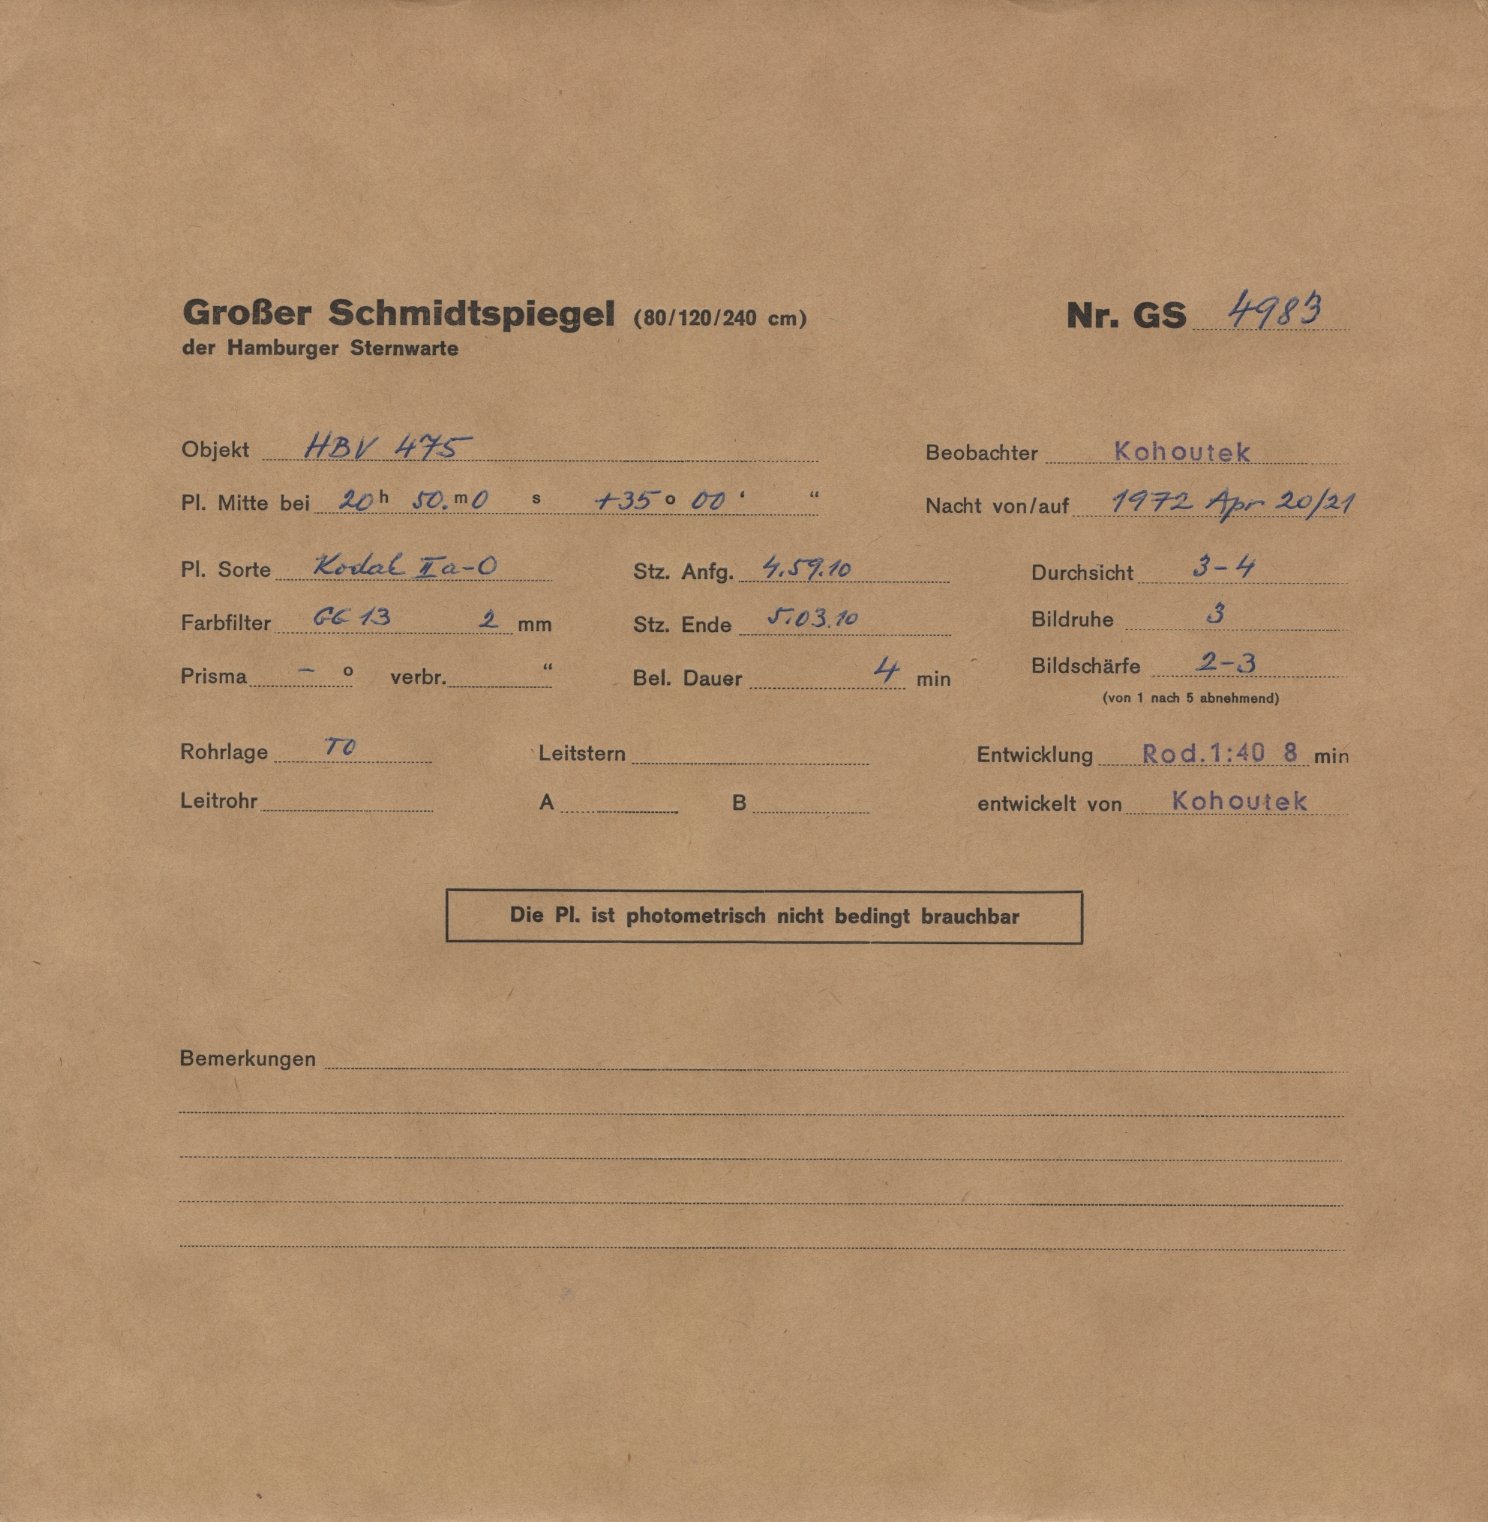 Großer Schmidtspiegel (80/120/240 cm) Nr. GS 4983
der Hamburger Sternwarte
Objekt HBV 475 Beobachter Kohoutek
Pl. Mitte bei 20 h 50. m 0 s +35 o 00 ‘ “ Nacht von/auf 1972 Apr 20/21
Pl. Sorte Kodak IIa-O Stz. Anfg. 4.59.10 Durchsicht 3-4
Farbfilter GG 13 2 mm Stz. Ende 5.03.10 Bildruhe 3
Prisma – o verbr. “ Bel. Dauer 4 min Bildschärfe 2-3
(von 1 nach 5 abnehmend)
Rohrlage TO Leitstern Entwicklung Rod.1:40 8 min
Leitrohr A B entwickelt von Kohoutek
Die Pl. ist photometrisch nicht bedingt brauchbar
Bemerkungen